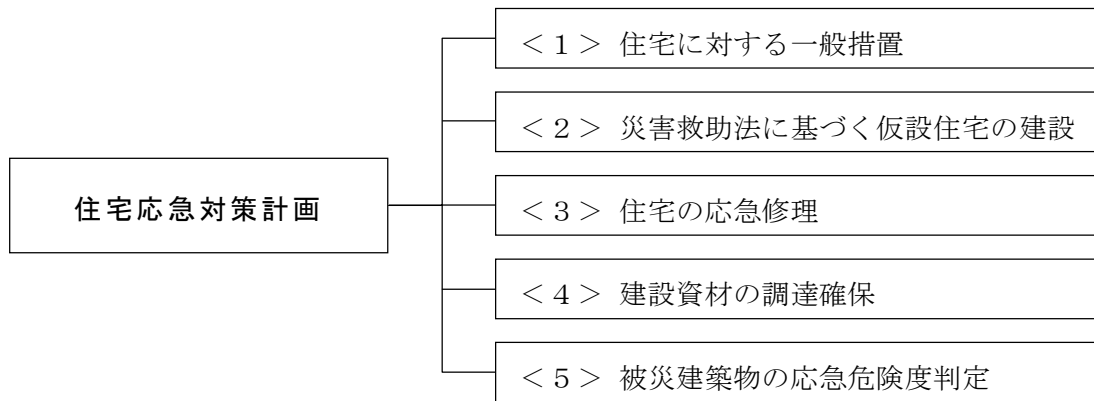 住宅応急対策計画
＜１＞ 住宅に対する一般措置
＜２＞ 災害救助法に基づく仮設住宅の建設
＜３＞ 住宅の応急修理
＜４＞ 建設資材の調達確保
＜５＞ 被災建築物の応急危険度判定